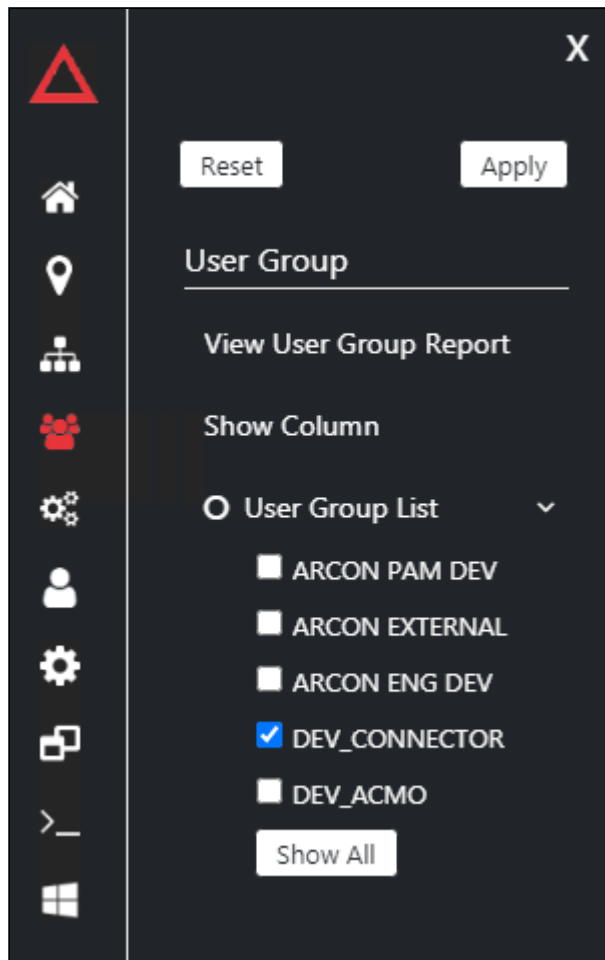 X
Reset Apply
User Group
View User Group Report
Show Column
User Group List
ARCON PAM DEV
ARCON EXTERNAL
ARCON ENG DEV
DEV_CONNECTOR
DEV_ACMO
Show All